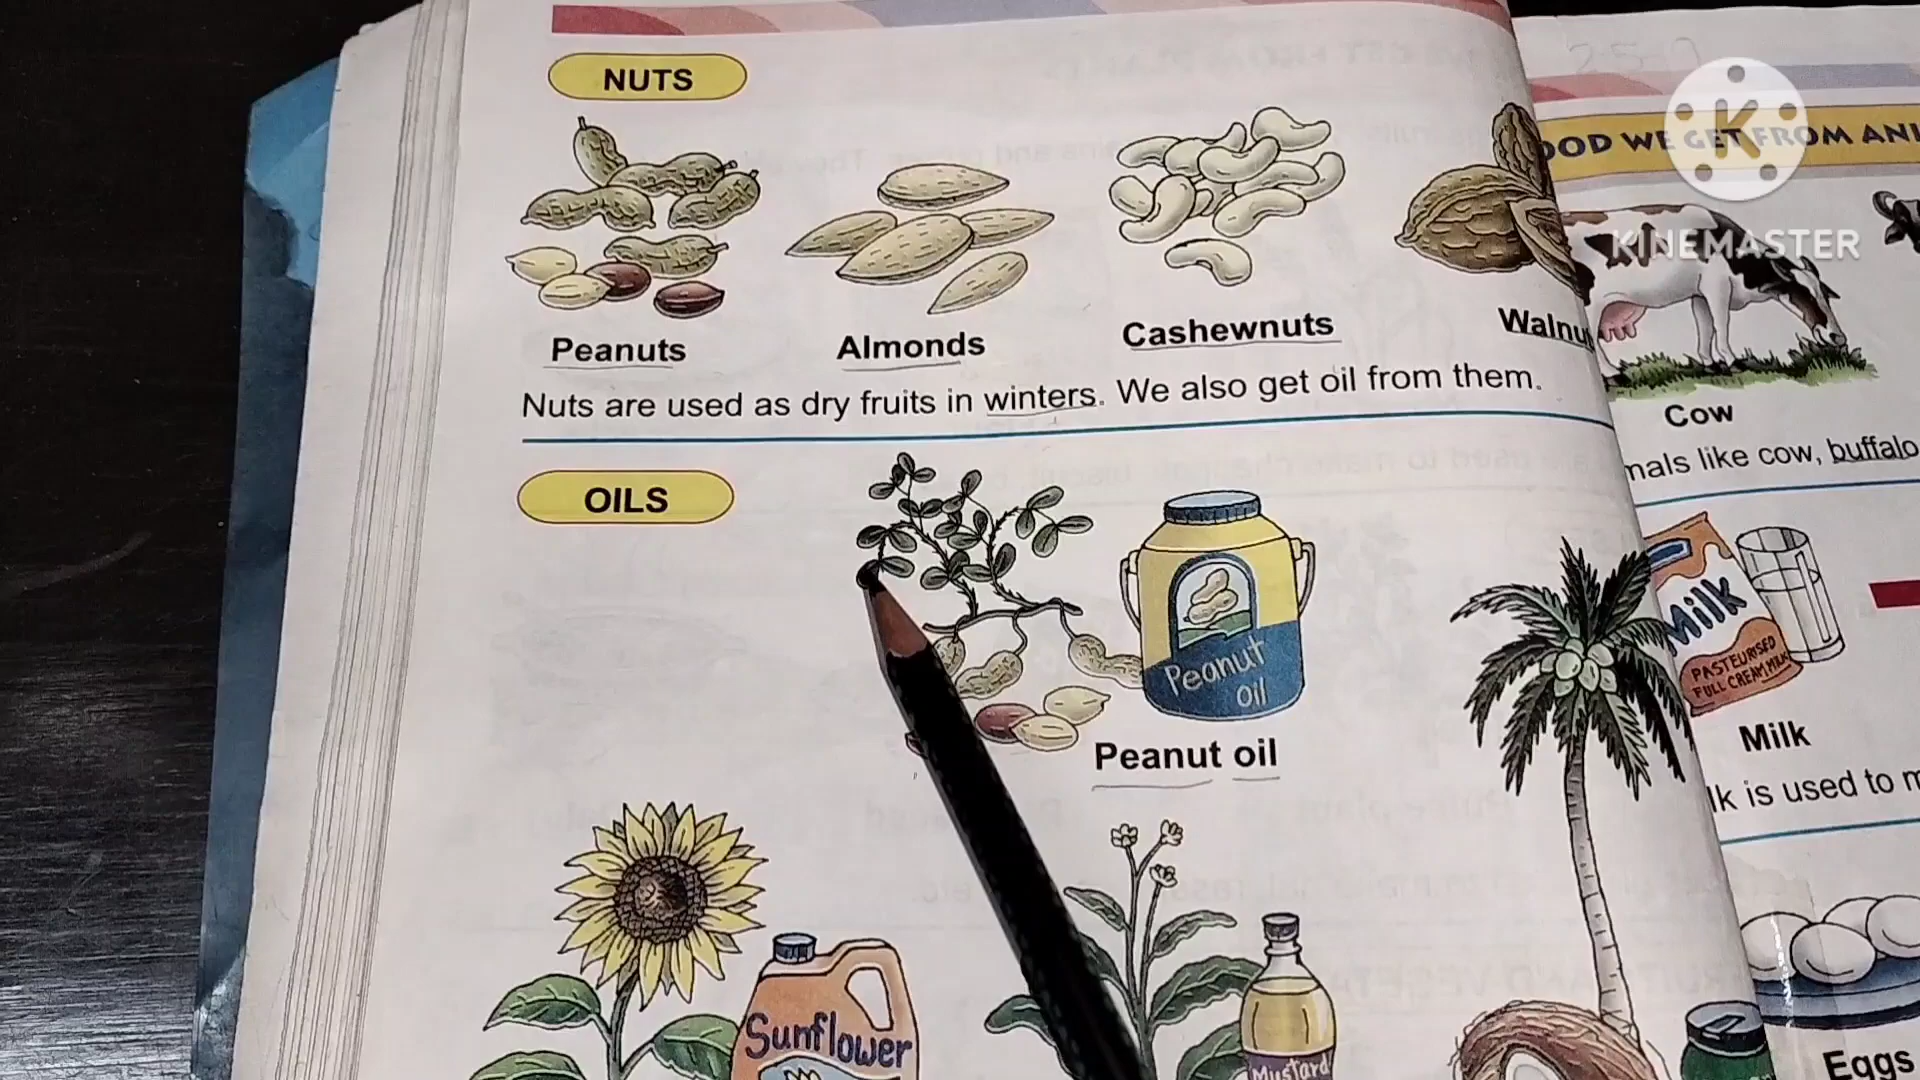 NUTS
Peanuts
Almonds
Cashewnuts
Walnu
Nuts are used as dry fruits in winters. We also get oil from them.
OILS
Peanut
Oil
Peanut oil
Sunflower
Mustard
OOD WE GET FROM ANI
K
KINEMASTER
Cow
mals like cow, buffalo
Milk
PASTEURISED
FULL CREAM MILK
Milk
lk is used to m
Eggs